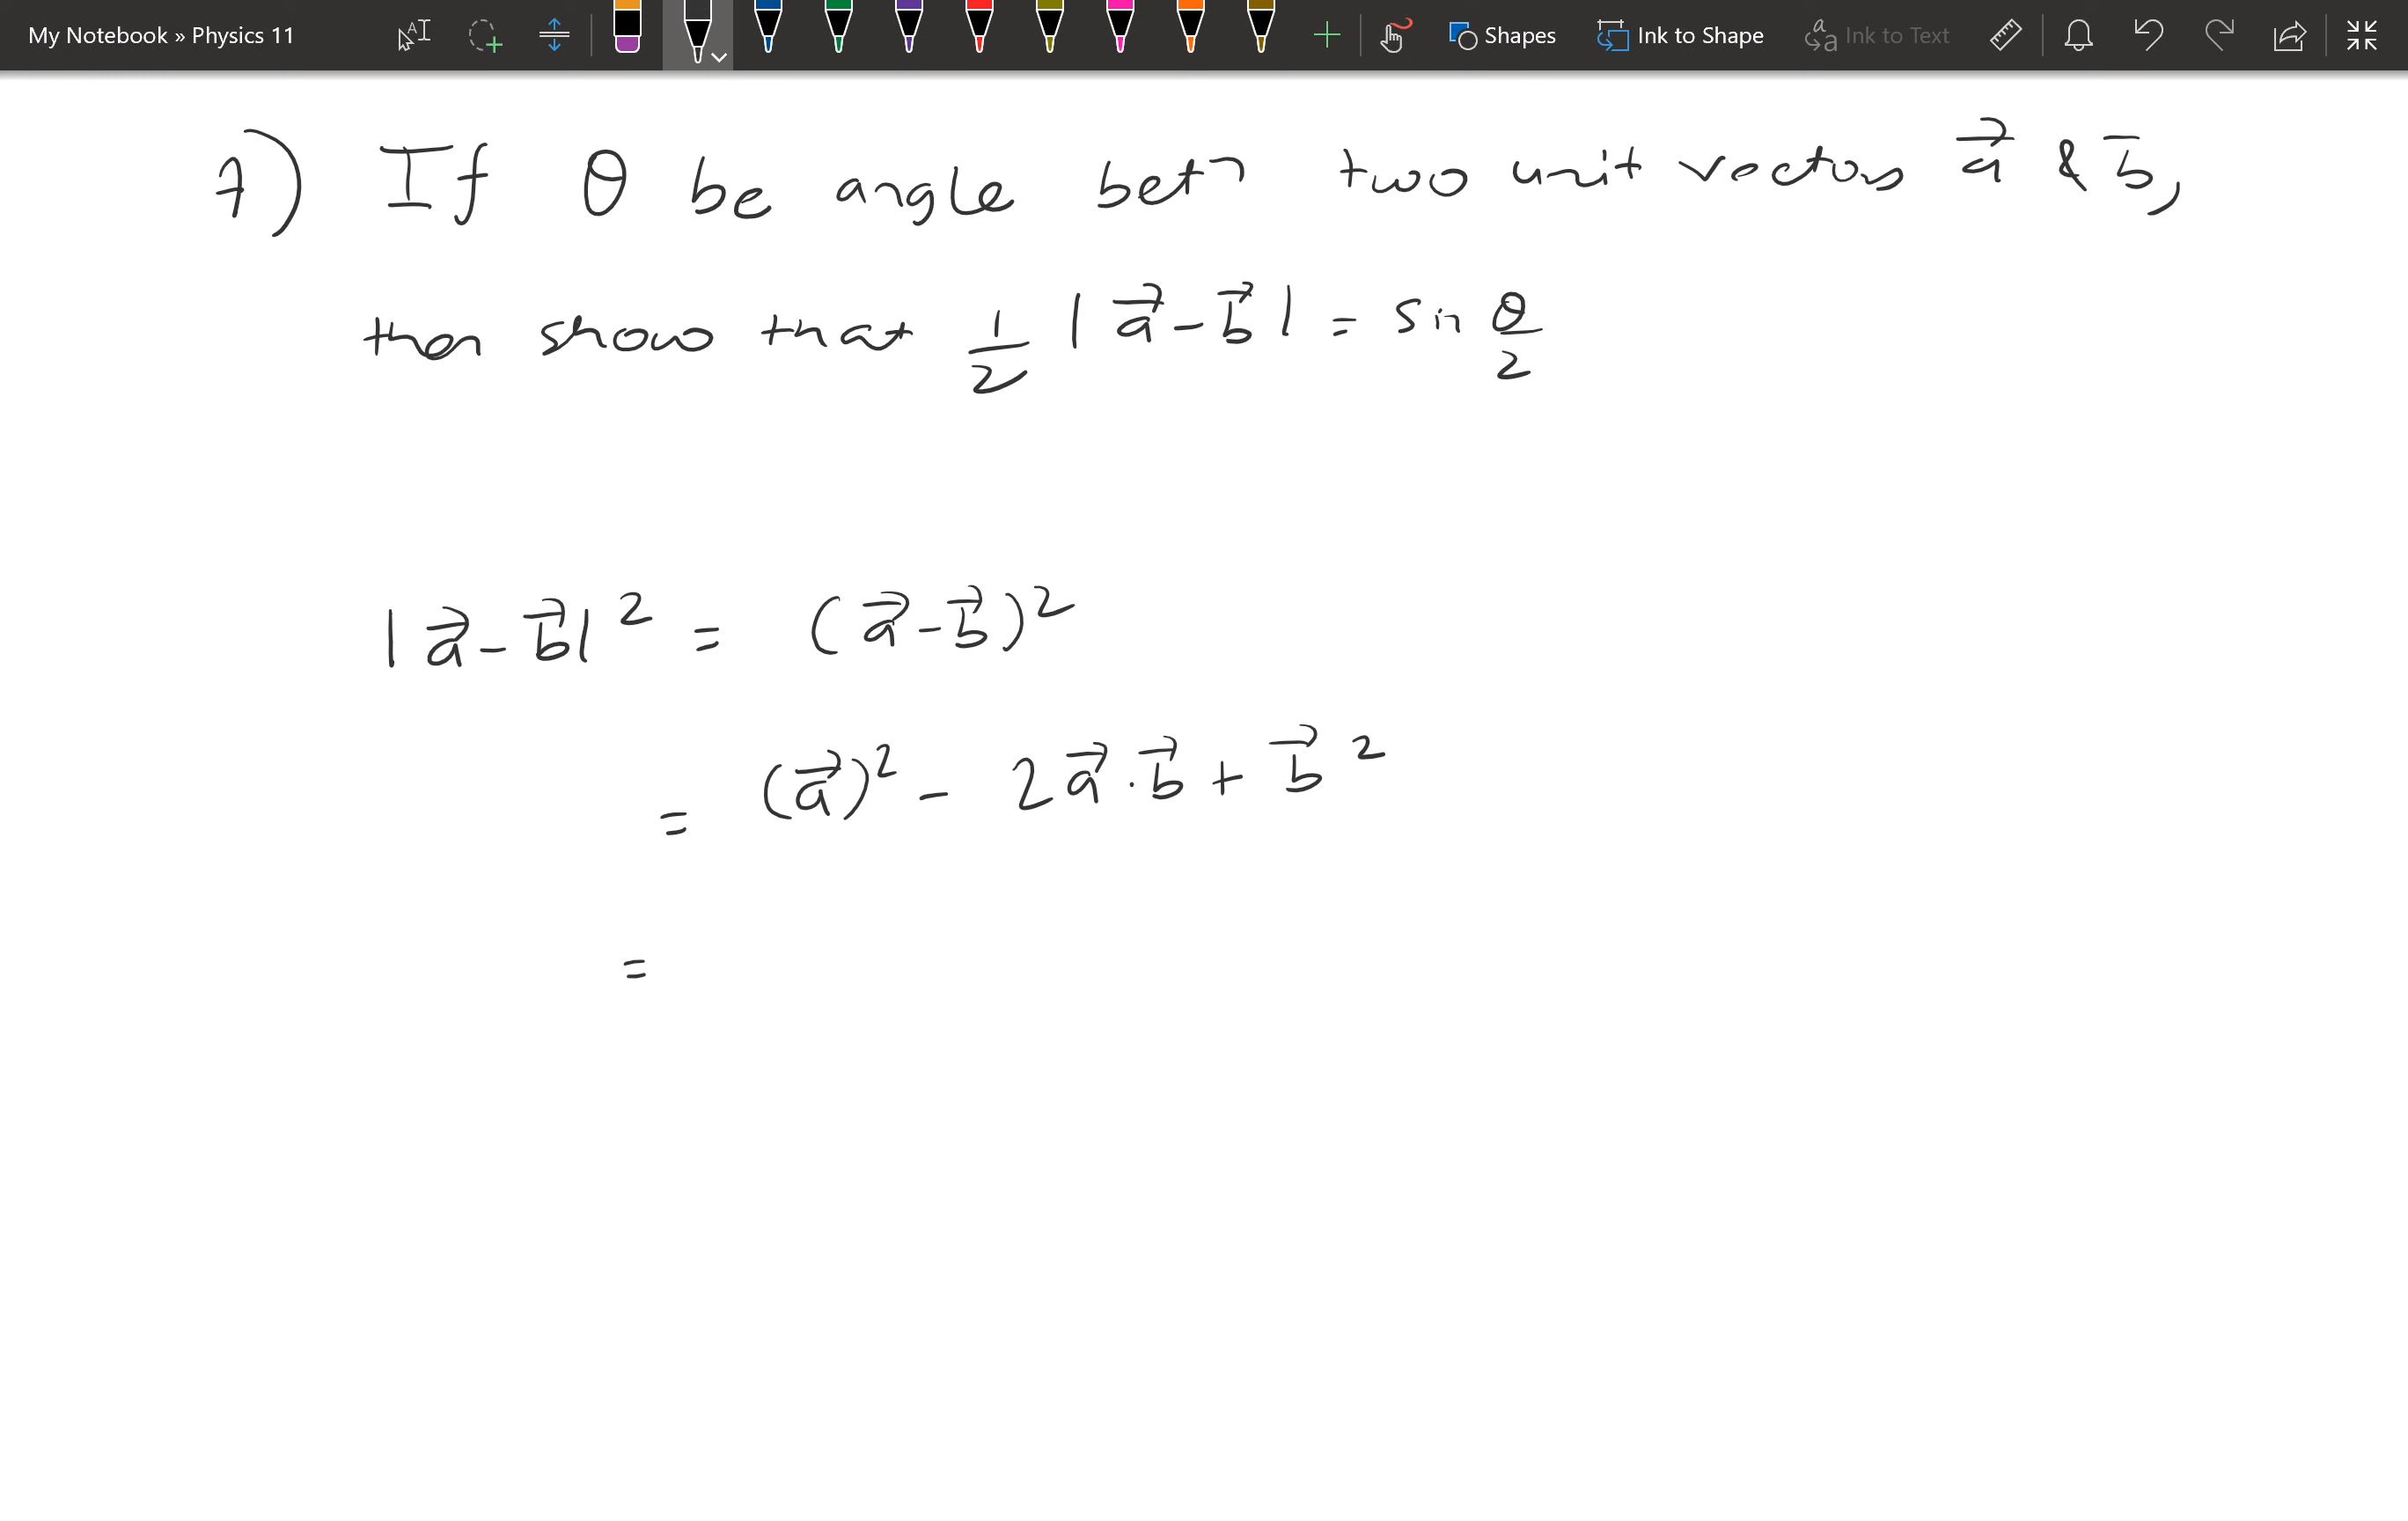 My Notebook » Physics 11 Shapes Ink to Shape Ink to Text
7) If θ be angle betn two unit vectors a⃗ & b̅,
then show that 1/2 |a⃗ - b⃗| = sin θ/2
|a⃗ - b⃗|² = (a⃗ - b⃗)²
= (a⃗)² - 2a⃗·b⃗ + b⃗²
=